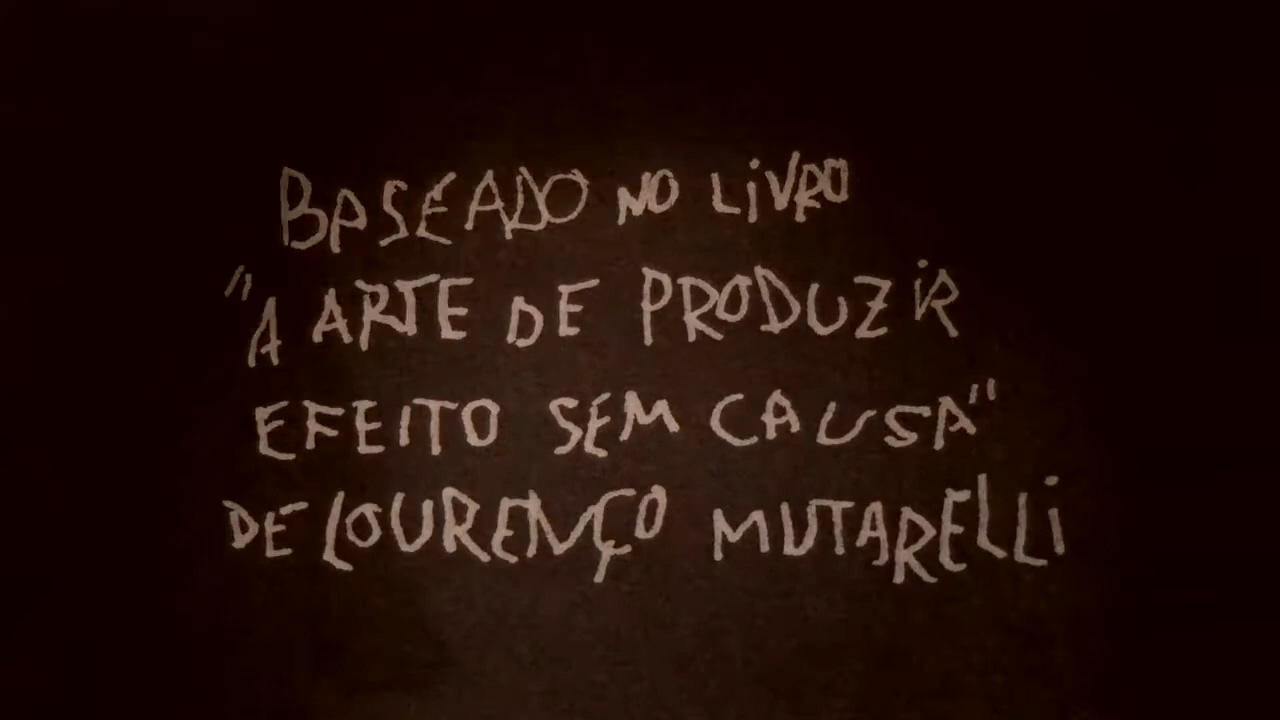 BASEADO NO LIVRO
"A ARTE DE PRODUZIR
EFEITO SEM CAUSA"
DE LOURENÇO MUTARELLI